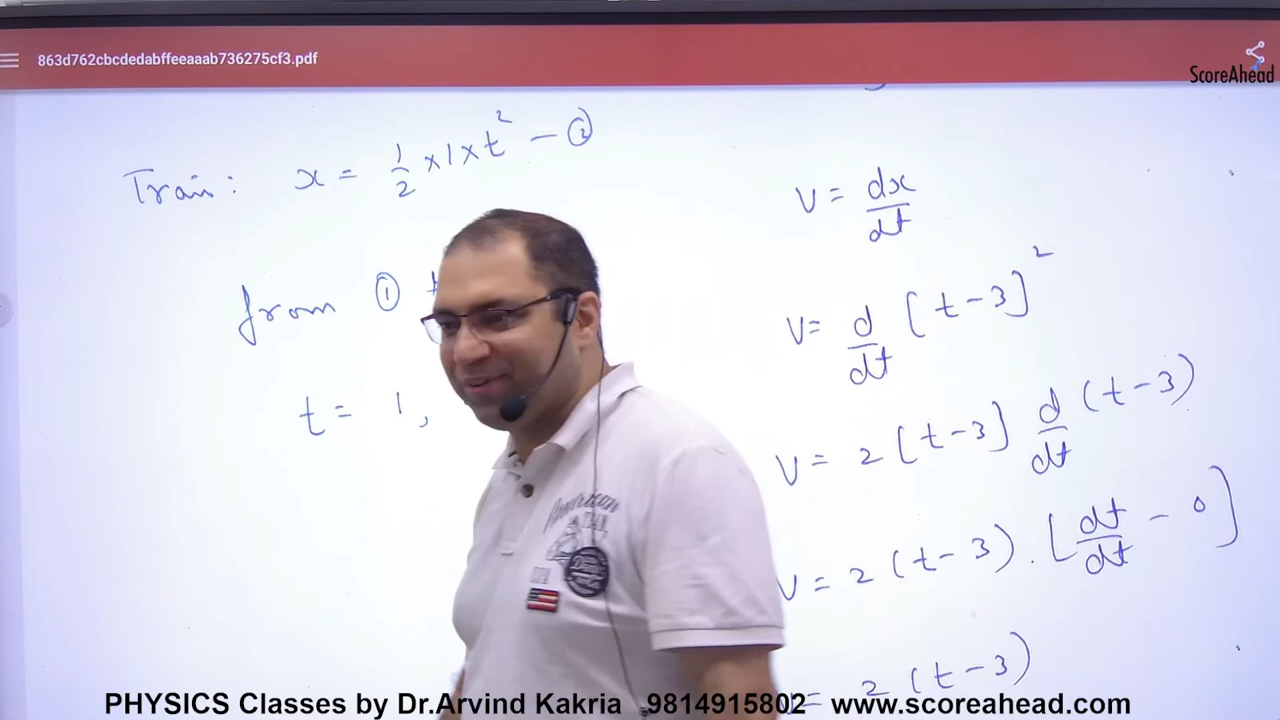 863d762cbcdedabffeeaaab736275cf3.pdf
ScoreAhead
Train: x = 1/2 x 1 x t² - ②
from ①
t = 1,
V = dx/dt
V = d/dt [t-3]²
V = 2 [t-3] d/dt (t-3)
V = 2 (t-3) . [dt/dt - 0]
V = 2 (t-3)
PHYSICS Classes by Dr.Arvind Kakria 9814915802 www.scoreahead.com